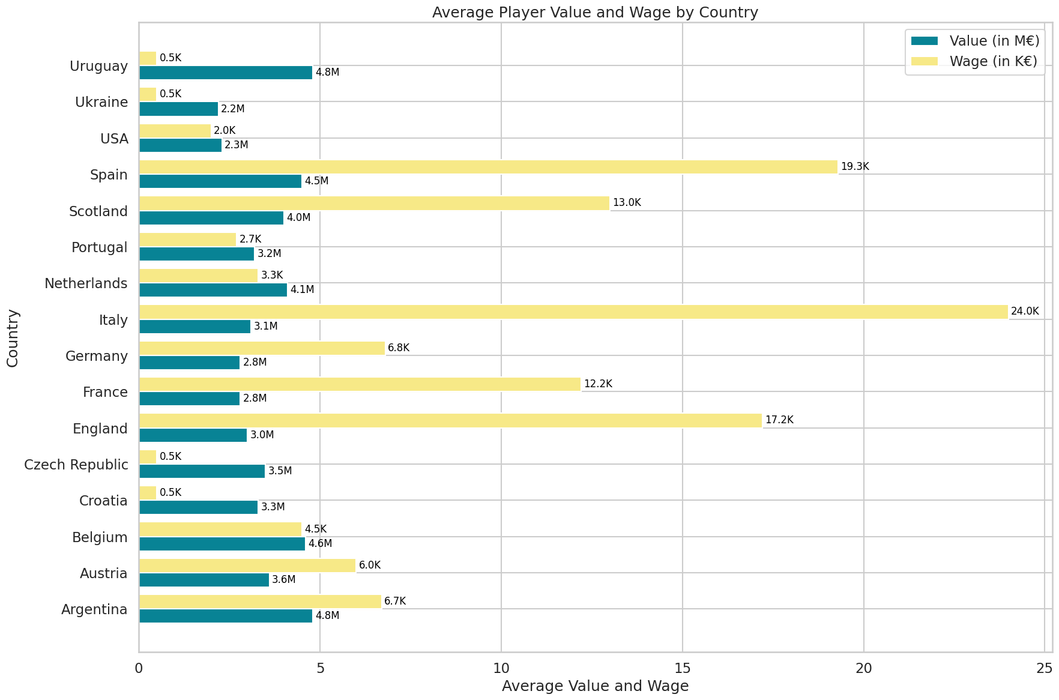 Average Player Value and Wage by Country
Value (in M€)
Wage (in K€)
Country
Uruguay
0.5K
4.8M
Ukraine
0.5K
2.2M
USA
2.0K
2.3M
Spain
19.3K
4.5M
Scotland
13.0K
4.0M
Portugal
2.7K
3.2M
Netherlands
3.3K
4.1M
Italy
24.0K
3.1M
Germany
6.8K
2.8M
France
12.2K
2.8M
England
17.2K
3.0M
Czech Republic
0.5K
3.5M
Croatia
0.5K
3.3M
Belgium
4.5K
4.6M
Austria
6.0K
3.6M
Argentina
6.7K
4.8M
0 5 10 15 20 25
Average Value and Wage